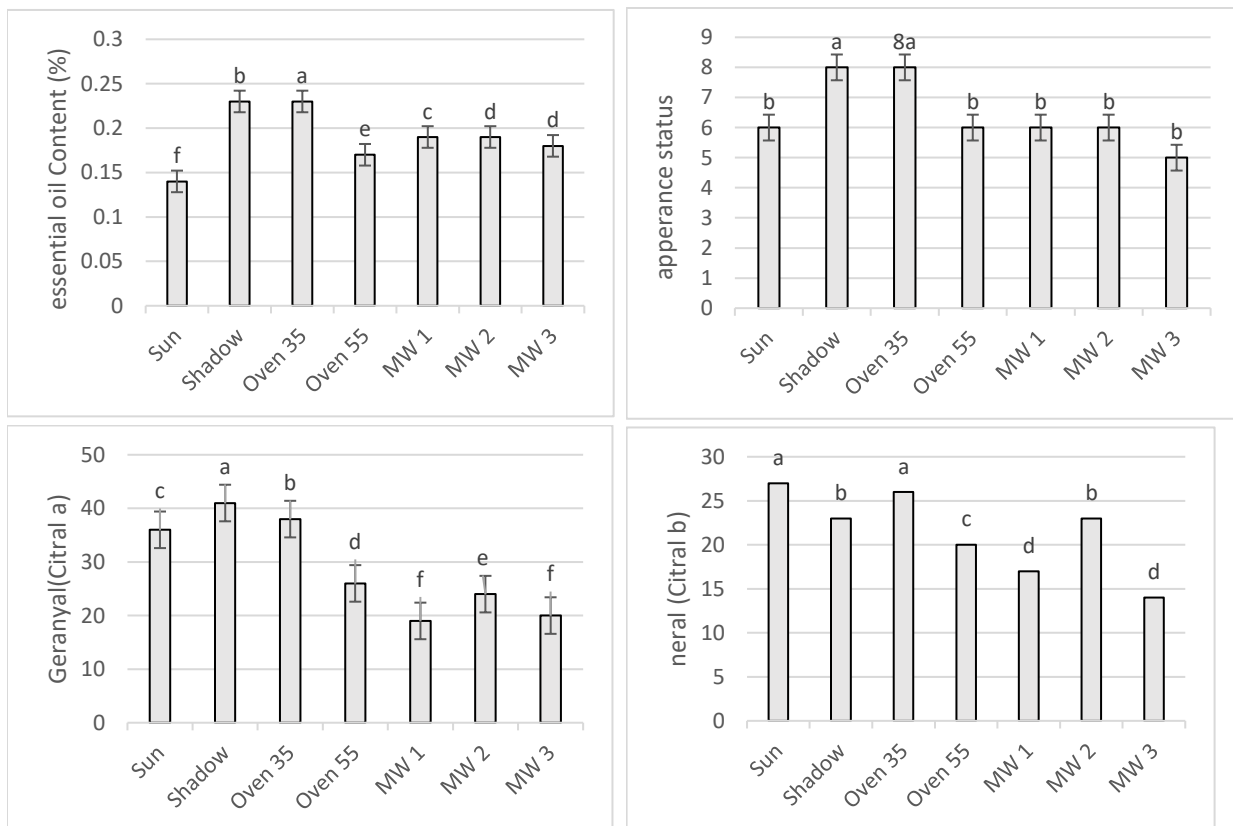 essential oil Content (%)
0.3
0.25
0.2
0.15
0.1
0.05
0
f
b
a
e
c
d
d
Sun
Shadow
Oven 35
Oven 55
MW 1
MW 2
MW 3
apperance status
9
8
7
6
5
4
3
2
1
0
b
a
8a
b
b
b
b
Sun
Shadow
Oven 35
Oven 55
MW 1
MW 2
MW 3
Geranyal(Citral a)
50
40
30
20
10
0
c
a
b
d
f
e
f
Sun
Shadow
Oven 35
Oven 55
MW 1
MW 2
MW 3
neral (Citral b)
30
25
20
15
10
5
0
a
b
a
c
d
b
d
Sun
Shadow
Oven 35
Oven 55
MW 1
MW 2
MW 3